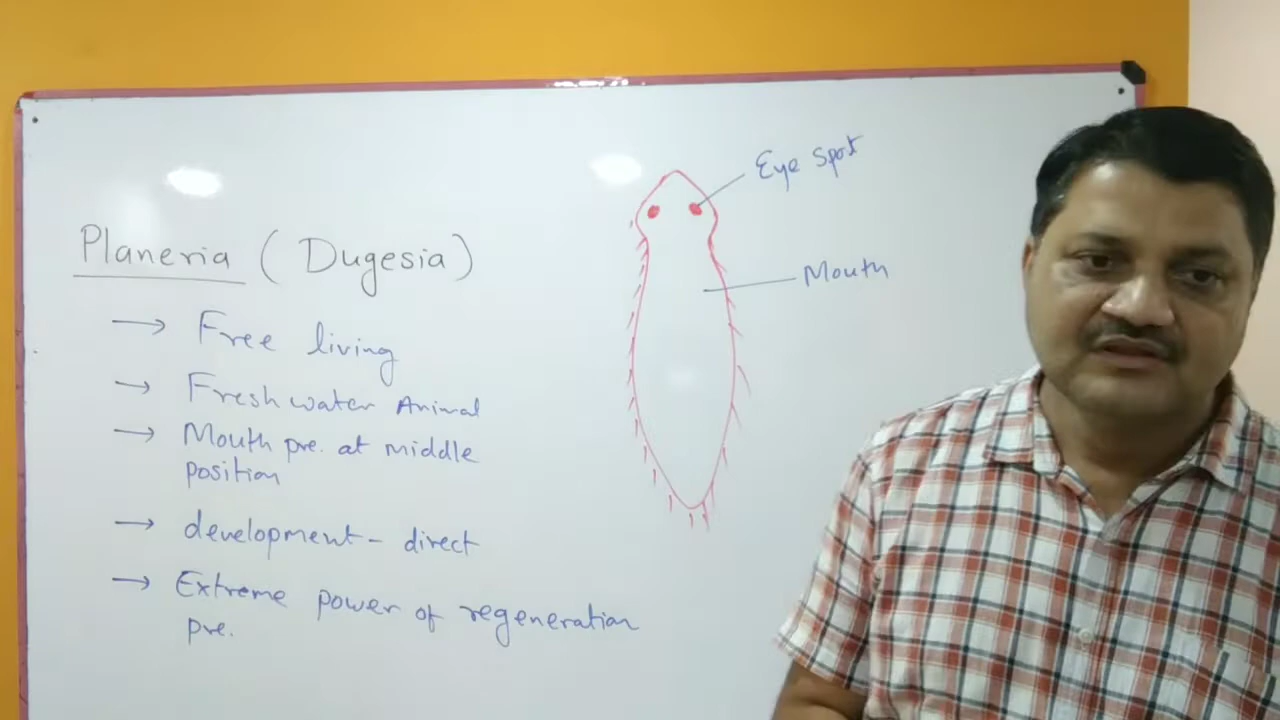 Planeria ( Dugesia )
→ Free living
→ Fresh water Animal
→ Mouth pre. at middle
position
→ development - direct
→ Extreme power of regeneration
pre.
Eye spot
Mouth